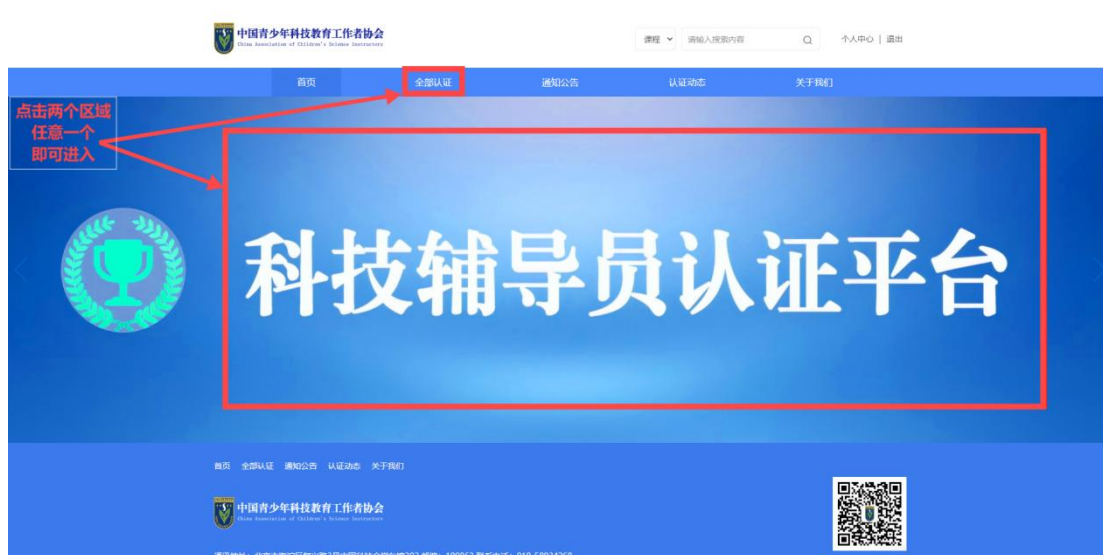 中国青少年科技教育工作者协会
China Association of Children's Science Instructors
课程 请输入搜索内容 个人中心 | 退出
首页 全部认证 通知公告 认证动态 关于我们
点击两个区域
任意一个
即可进入
科技辅导员认证平台
首页 全部认证 通知公告 认证动态 关于我们
中国青少年科技教育工作者协会
China Association of Children's Science Instructors